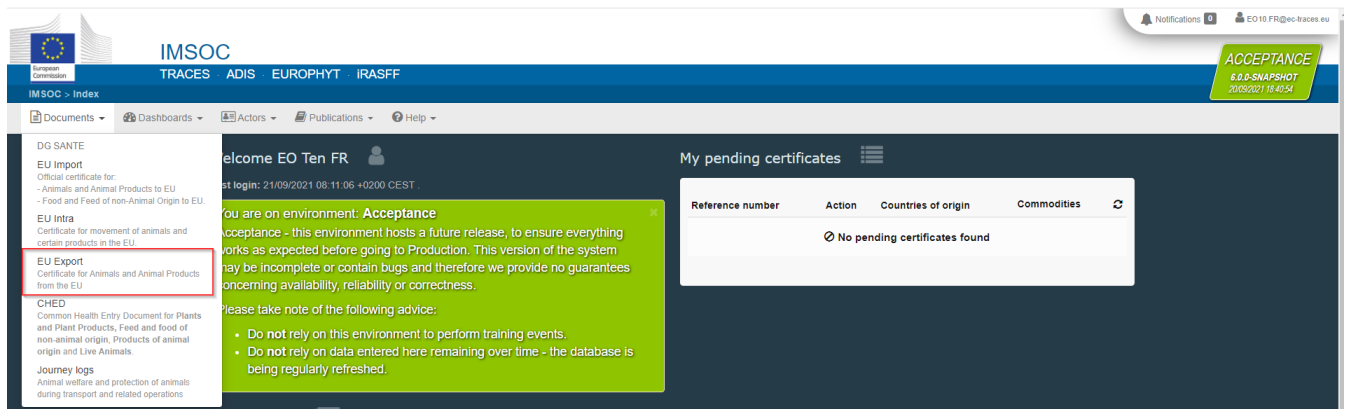 Notifications 0 EO10.FR@ec-traces.eu
European
Commission
IMSOC
TRACES · ADIS · EUROPHYT · iRASFF
ACCEPTANCE
6.0.0-SNAPSHOT
20/09/2021 18:40:54
IMSOC > Index
Documents Dashboards Actors Publications Help
DG SANTE
EU Import
Official certificate for:
- Animals and Animal Products to EU
- Food and Feed of non-Animal Origin to EU.
EU Intra
Certificate for movement of animals and
certain products in the EU.
EU Export
Certificate for Animals and Animal Products
from the EU
CHED
Common Health Entry Document for Plants
and Plant Products, Feed and food of
non-animal origin, Products of animal
origin and Live Animals.
Journey logs
Animal welfare and protection of animals
during transport and related operations
elcome EO Ten FR
st login: 21/09/2021 08:11:06 +0200 CEST .
You are on environment: Acceptance
Acceptance - this environment hosts a future release, to ensure everything
works as expected before going to Production. This version of the system
may be incomplete or contain bugs and therefore we provide no guarantees
concerning availability, reliability or correctness.
Please take note of the following advice:
• Do not rely on this environment to perform training events.
• Do not rely on data entered here remaining over time - the database is
being regularly refreshed.
My pending certificates
Reference number Action Countries of origin Commodities
No pending certificates found